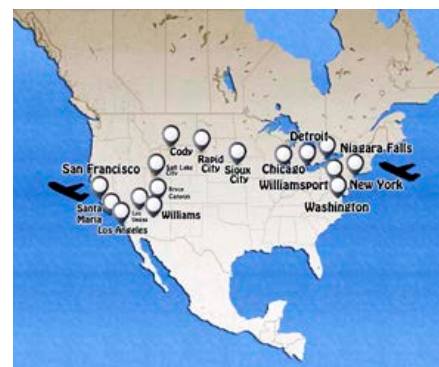 Detroit
Niagara Falls
Cody
Rapid
City
Sioux
City
Chicago
Salt Lake
City
San Francisco
Bryce
Canyon
Williamsport
New York
Washington
Santa
Maria
Las
Vegas
Williams
Los Angeles